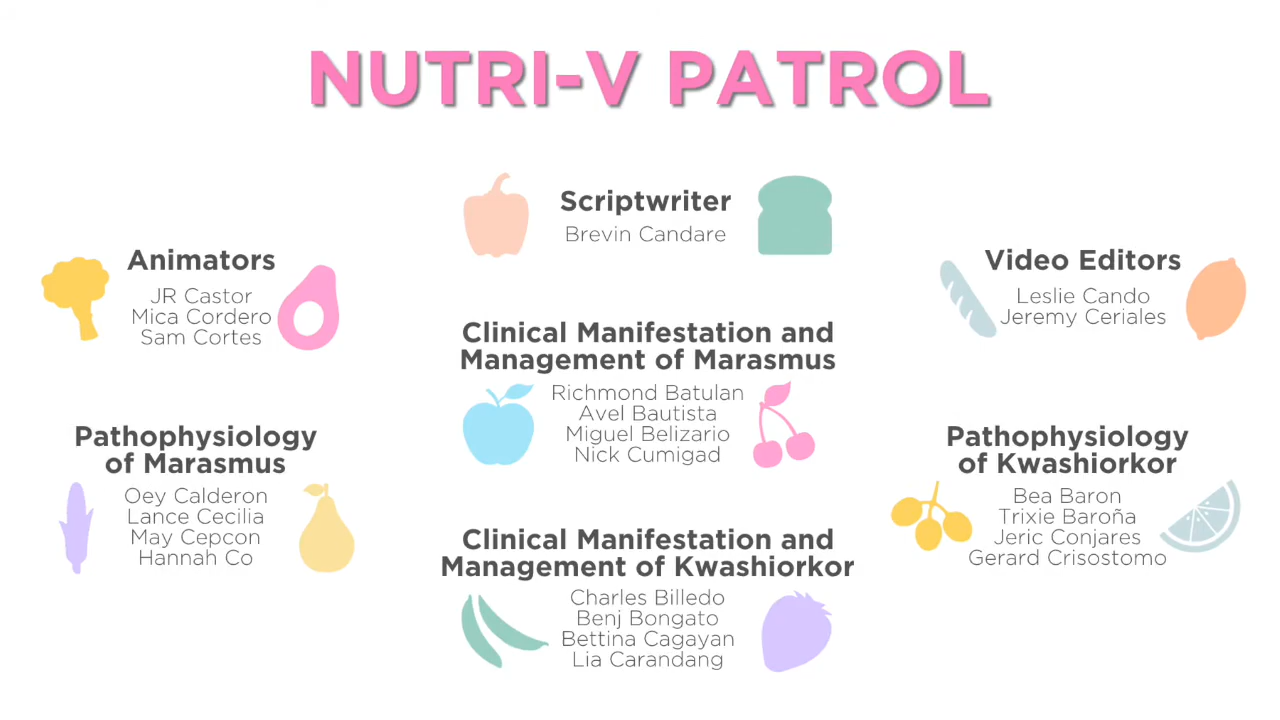 NUTRI-V PATROL
Scriptwriter
Brevin Candare
Animators
JR Castor
Mica Cordero
Sam Cortes
Video Editors
Leslie Cando
Jeremy Ceriales
Clinical Manifestation and
Management of Marasmus
Richmond Batulan
Avel Bautista
Miguel Belizario
Nick Cumigad
Pathophysiology
of Marasmus
Oey Calderon
Lance Cecilia
May Cepcon
Hannah Co
Pathophysiology
of Kwashiorkor
Bea Baron
Trixie Baroña
Jeric Conjares
Gerard Crisostomo
Clinical Manifestation and
Management of Kwashiorkor
Charles Billedo
Benj Bongato
Bettina Cagayan
Lia Carandang